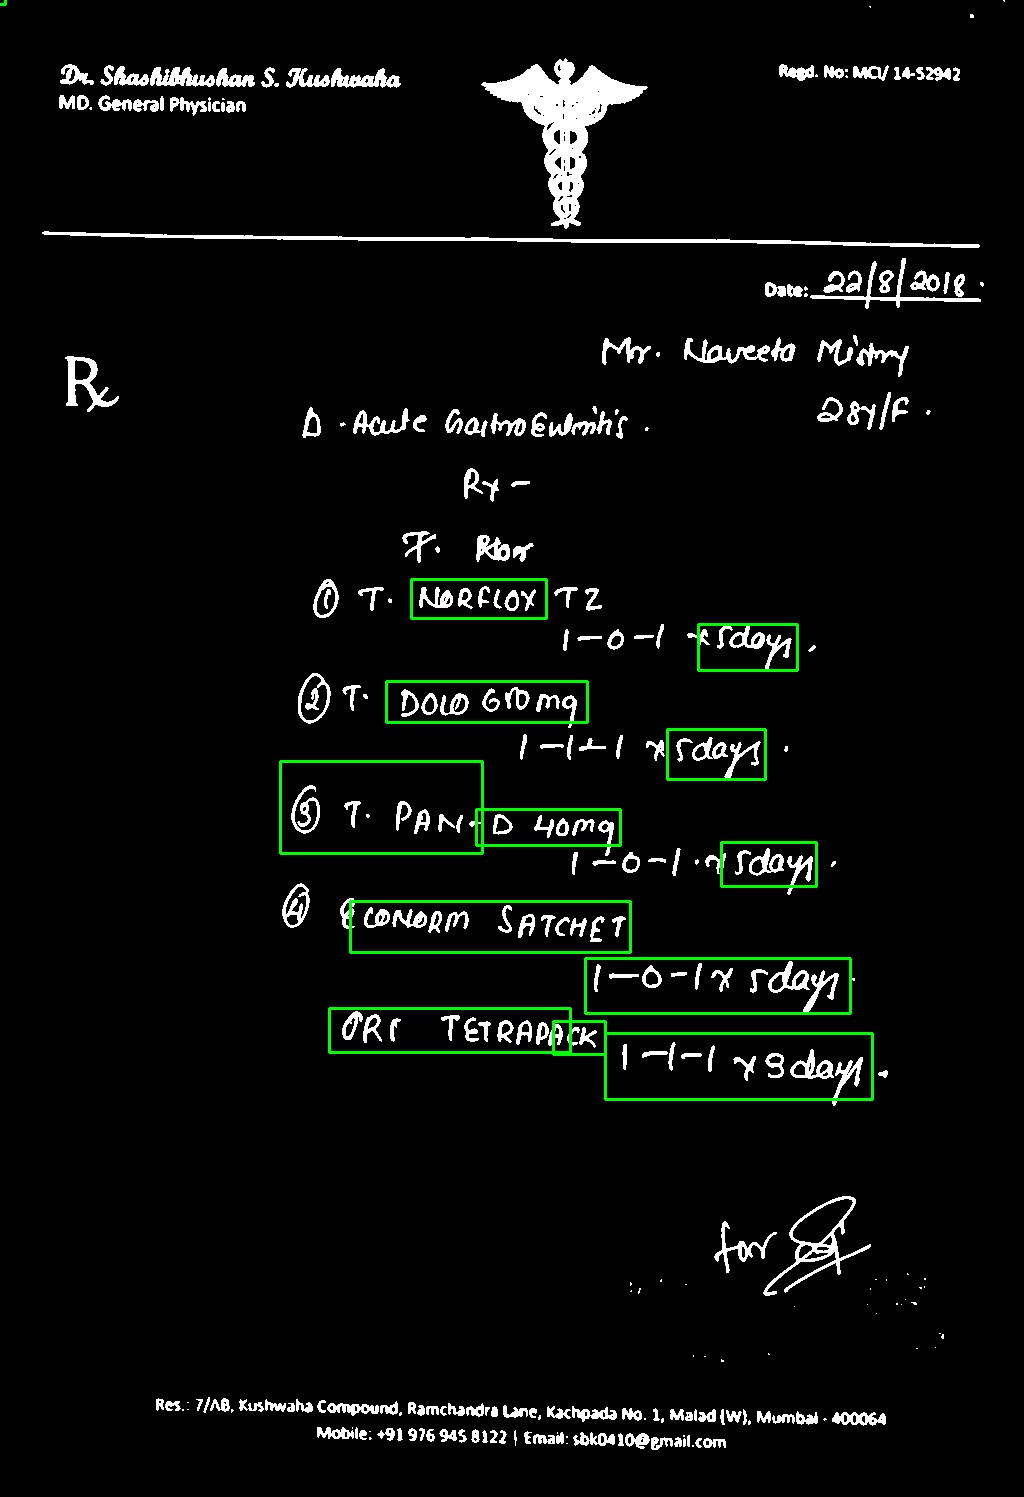 Dr. Shashibhushan S. Kushwaha
MD. General Physician
Regd. No: MCI/ 14-52942
Date: 22/8/2018.
Mr. Naveeta Mistry
28Y/F.
R
D - Acute GastroEntritis.
Rx -
① T. NORFLOX TZ
1-0-1 x 5days.
② T. DOLO 650mg
1-1-1 x 5days.
③ T. PAN-D 40mg
1-0-1 x 5days.
④ ECONORM SATCHET
1-0-1 x 5days.
ORS TETRAPACK
1-1-1 x 3days.
for
Res.: 7/AB, Kushwaha Compound, Ramchandra Lane, Kachpada No. 1, Malad (W), Mumbai - 400064
Mobile: +91 976 945 8122 | Email: sbk0410@gmail.com